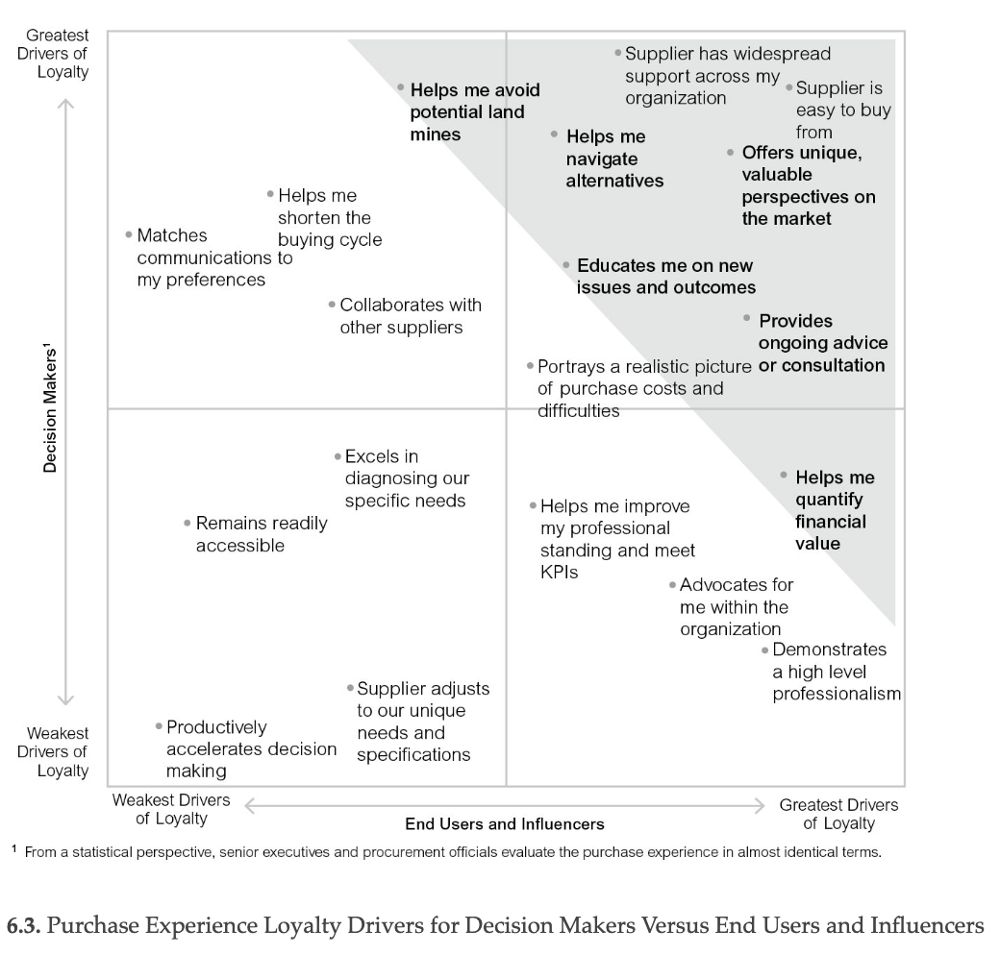 Greatest
Drivers of
Loyalty
Supplier has widespread
support across my
organization
Supplier is
easy to buy
from
Helps me avoid
potential land
mines
Helps me
navigate
alternatives
Offers unique,
valuable
perspectives on
the market
Helps me
shorten the
buying cycle
Matches
communications to
my preferences
Educates me on new
issues and outcomes
Collaborates with
other suppliers
Provides
ongoing advice
or consultation
Portrays a realistic picture
of purchase costs and
difficulties
Decision Makers¹
Excels in
diagnosing our
specific needs
Helps me
quantify
financial
value
Remains readily
accessible
Helps me improve
my professional
standing and meet
KPIs
Advocates for
me within the
organization
Demonstrates
a high level
professionalism
Supplier adjusts
to our unique
needs and
specifications
Productively
accelerates decision
making
Weakest
Drivers of
Loyalty
Weakest Drivers
of Loyalty
End Users and Influencers
Greatest Drivers
of Loyalty
¹ From a statistical perspective, senior executives and procurement officials evaluate the purchase experience in almost identical terms.
6.3. Purchase Experience Loyalty Drivers for Decision Makers Versus End Users and Influencers